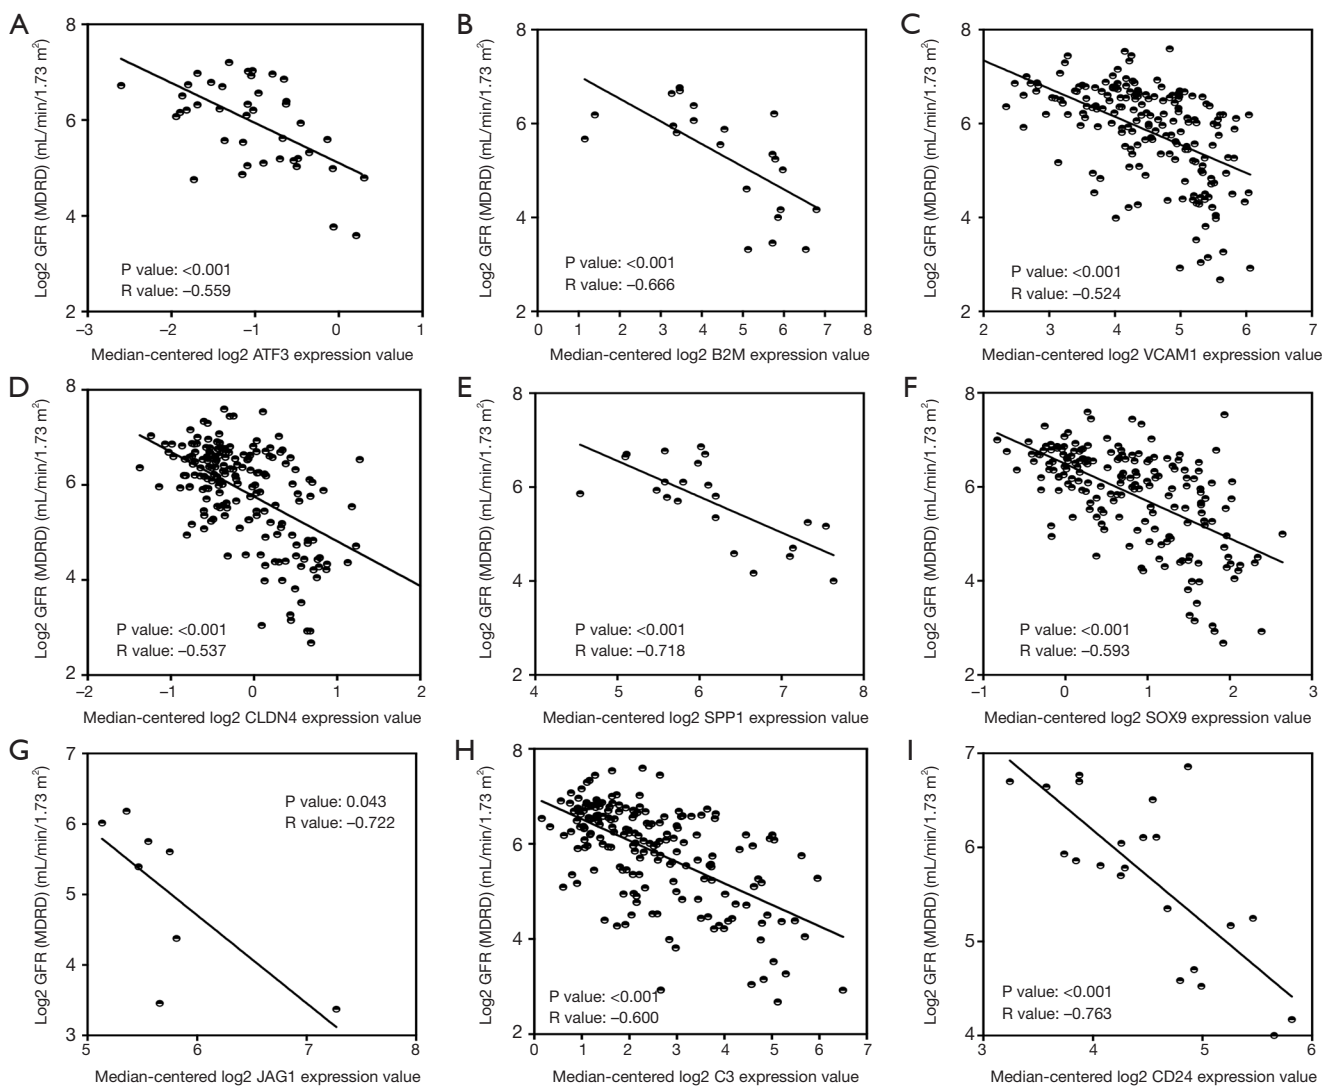 A
Log2 GFR (MDRD) (mL/min/1.73 m²)
8
6
4
2
P value: <0.001
R value: –0.559
–3 –2 –1 0 1
Median-centered log2 ATF3 expression value
B
Log2 GFR (MDRD) (mL/min/1.73 m²)
8
6
4
2
P value: <0.001
R value: –0.666
0 1 2 3 4 5 6 7 8
Median-centered log2 B2M expression value
C
Log2 GFR (MDRD) (mL/min/1.73 m²)
8
6
4
2
P value: <0.001
R value: –0.524
2 3 4 5 6 7
Median-centered log2 VCAM1 expression value
D
Log2 GFR (MDRD) (mL/min/1.73 m²)
8
6
4
2
P value: <0.001
R value: –0.537
–2 –1 0 1 2
Median-centered log2 CLDN4 expression value
E
Log2 GFR (MDRD) (mL/min/1.73 m²)
8
6
4
2
P value: <0.001
R value: –0.718
4 5 6 7 8
Median-centered log2 SPP1 expression value
F
Log2 GFR (MDRD) (mL/min/1.73 m²)
8
6
4
2
P value: <0.001
R value: –0.593
–1 0 1 2 3
Median-centered log2 SOX9 expression value
G
Log2 GFR (MDRD) (mL/min/1.73 m²)
7
6
5
4
3
P value: 0.043
R value: –0.722
5 6 7 8
Median-centered log2 JAG1 expression value
H
Log2 GFR (MDRD) (mL/min/1.73 m²)
8
6
4
2
P value: <0.001
R value: –0.600
0 1 2 3 4 5 6 7
Median-centered log2 C3 expression value
I
Log2 GFR (MDRD) (mL/min/1.73 m²)
7
6
5
4
P value: <0.001
R value: –0.763
3 4 5 6
Median-centered log2 CD24 expression value